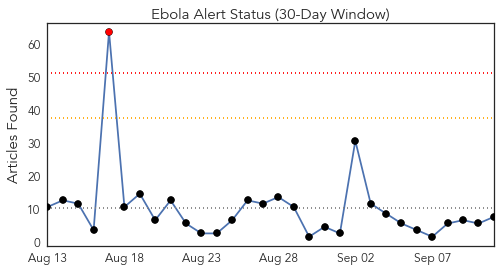 Ebola Alert Status (30-Day Window)
Articles Found
60
50
40
30
20
10
0
Aug 13 Aug 18 Aug 23 Aug 28 Sep 02 Sep 07